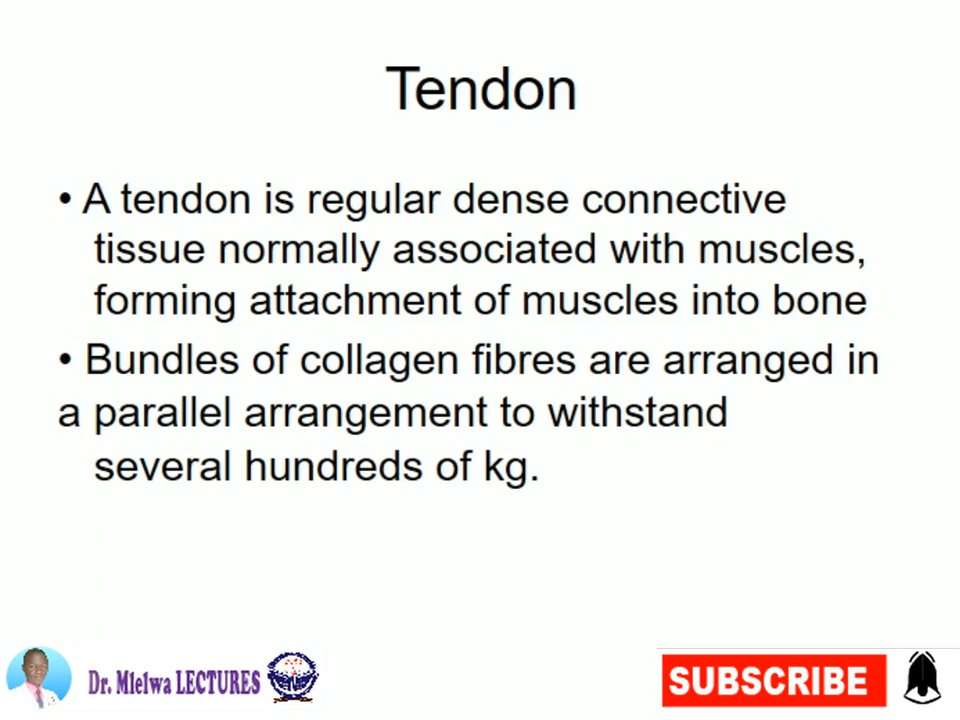 Tendon
• A tendon is regular dense connective
tissue normally associated with muscles,
forming attachment of muscles into bone
• Bundles of collagen fibres are arranged in
a parallel arrangement to withstand
several hundreds of kg.
Dr. Mlelwa LECTURES
SUBSCRIBE